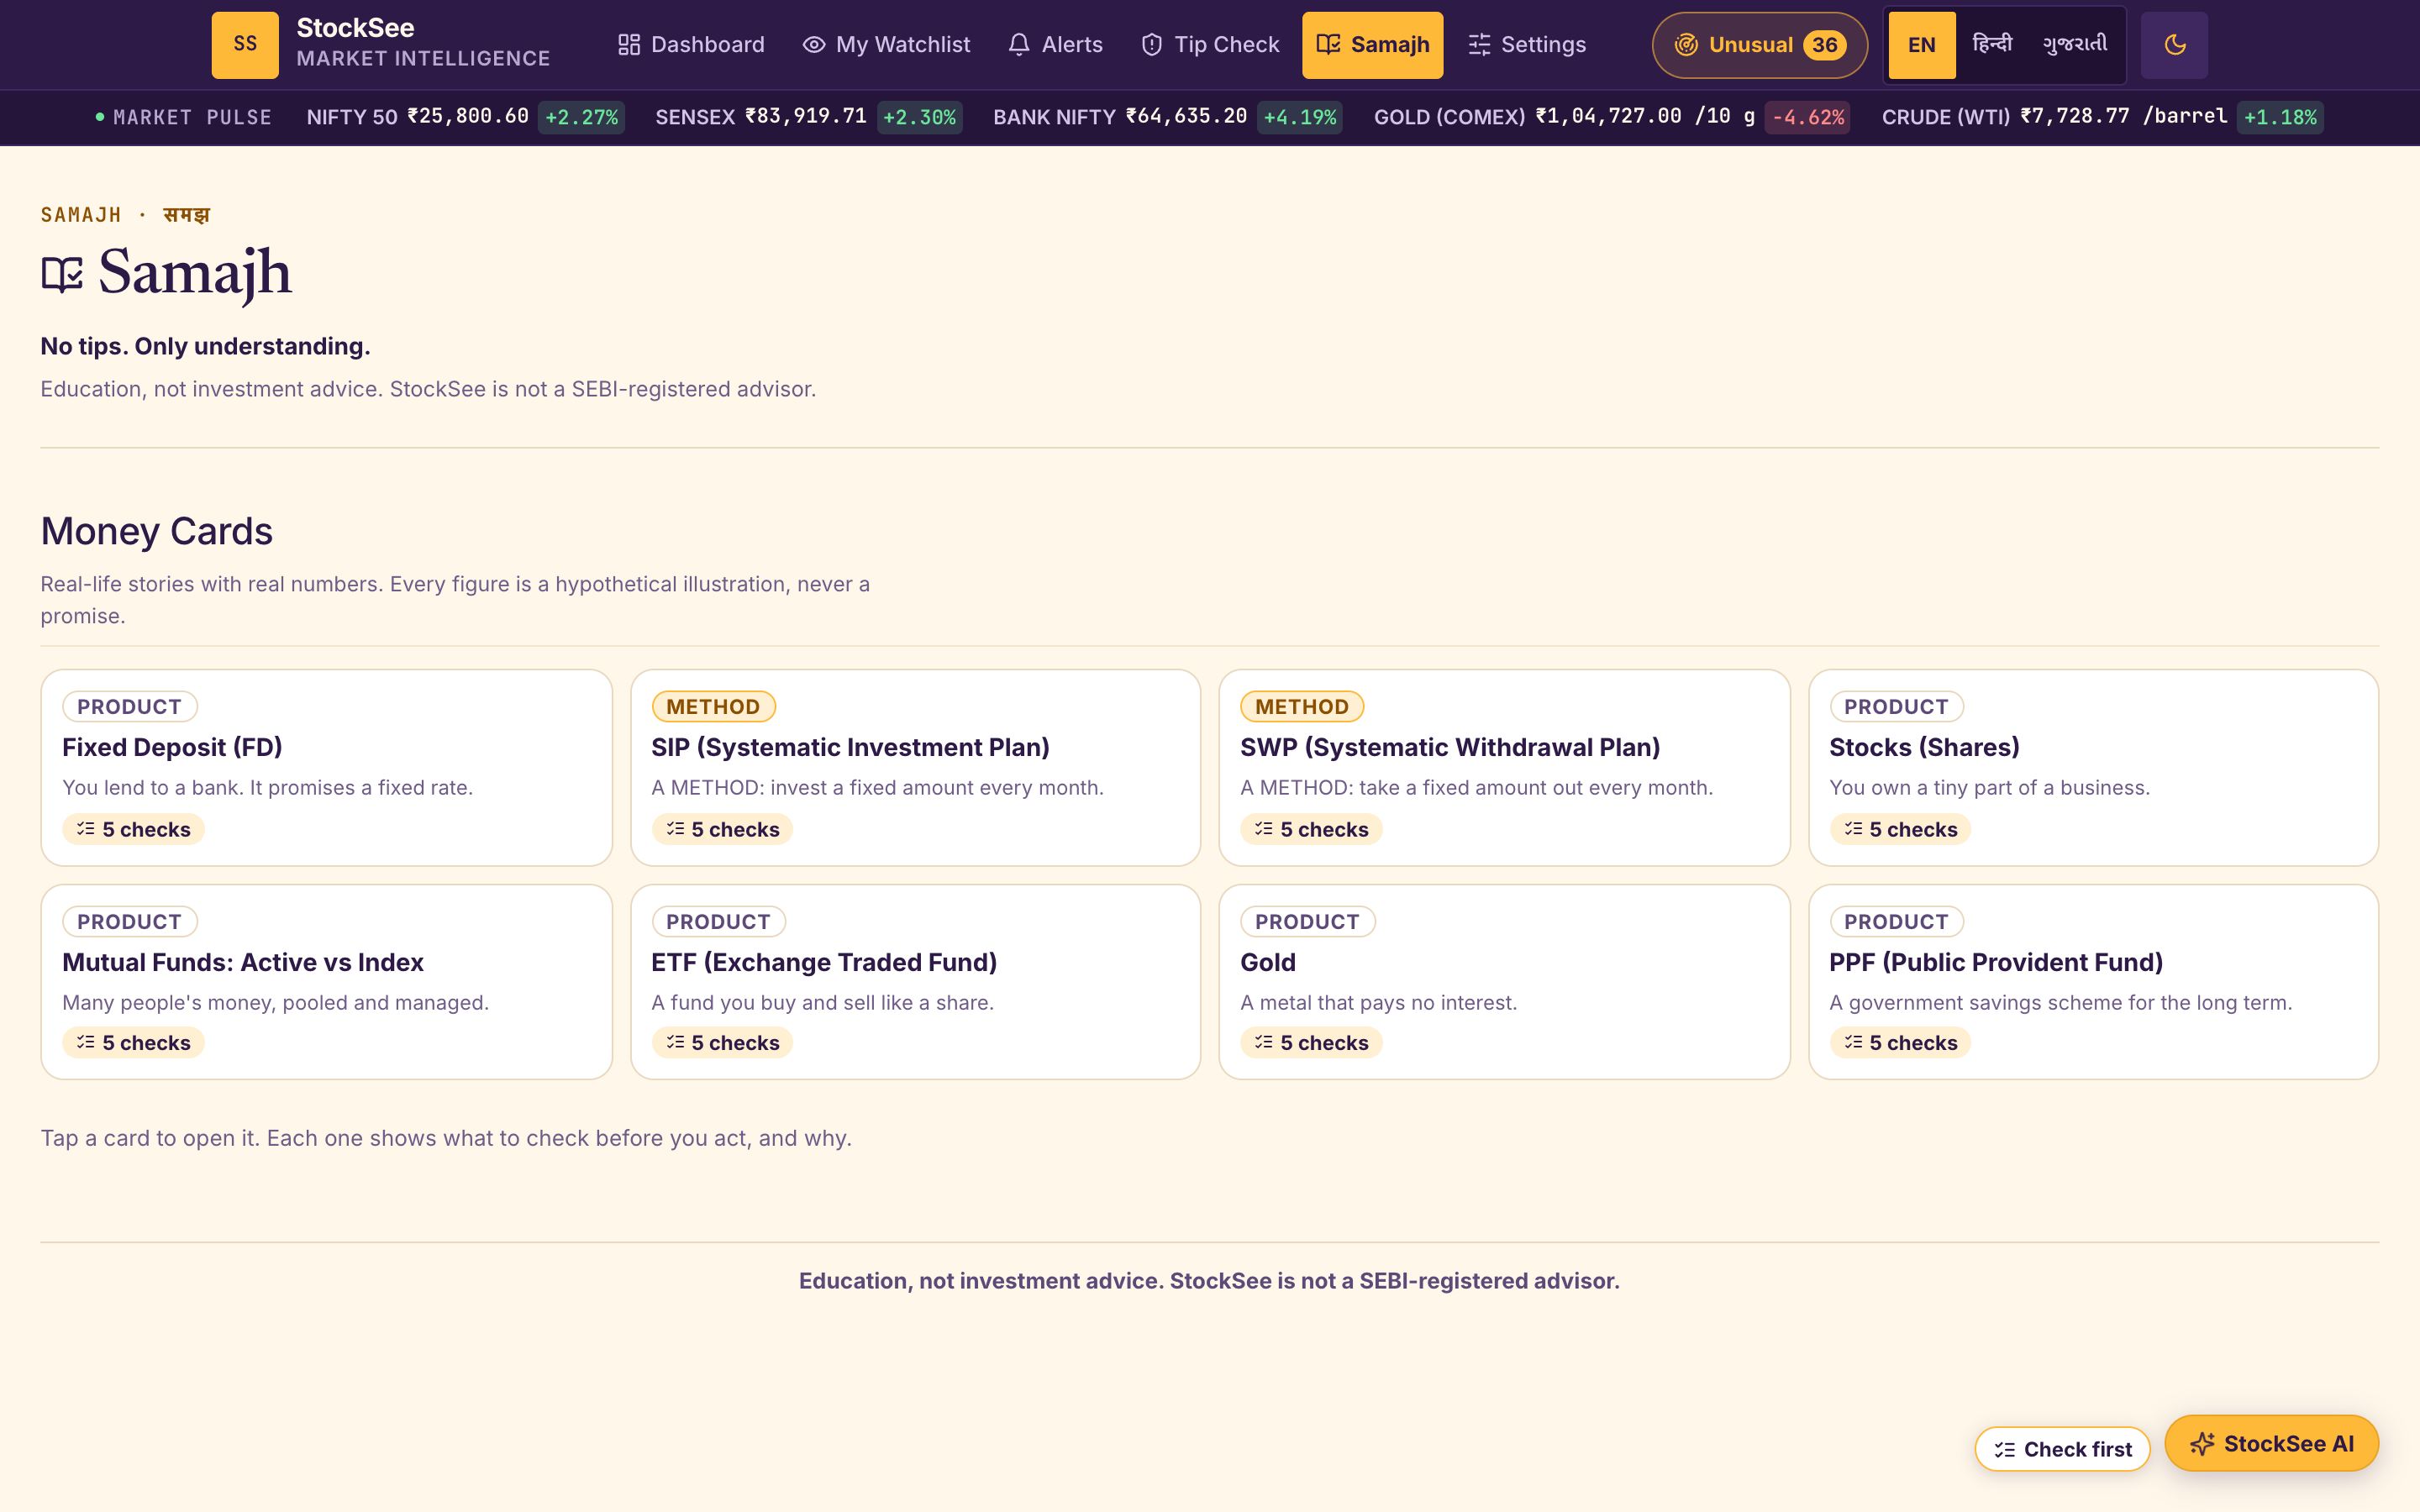 SS
StockSee
MARKET INTELLIGENCE
Dashboard
My Watchlist
Alerts
Tip Check
Samajh
Settings
Unusual 36
EN
हिन्दी
ગુજરાતી
MARKET PULSE
NIFTY 50 ₹25,800.60 +2.27%
SENSEX ₹83,919.71 +2.30%
BANK NIFTY ₹64,635.20 +4.19%
GOLD (COMEX) ₹1,04,727.00 /10 g -4.62%
CRUDE (WTI) ₹7,728.77 /barrel +1.18%
SAMAJH · समझ
Samajh
No tips. Only understanding.
Education, not investment advice. StockSee is not a SEBI-registered advisor.
Money Cards
Real-life stories with real numbers. Every figure is a hypothetical illustration, never a
promise.
PRODUCT
Fixed Deposit (FD)
You lend to a bank. It promises a fixed rate.
5 checks
METHOD
SIP (Systematic Investment Plan)
A METHOD: invest a fixed amount every month.
5 checks
METHOD
SWP (Systematic Withdrawal Plan)
A METHOD: take a fixed amount out every month.
5 checks
PRODUCT
Stocks (Shares)
You own a tiny part of a business.
5 checks
PRODUCT
Mutual Funds: Active vs Index
Many people's money, pooled and managed.
5 checks
PRODUCT
ETF (Exchange Traded Fund)
A fund you buy and sell like a share.
5 checks
PRODUCT
Gold
A metal that pays no interest.
5 checks
PRODUCT
PPF (Public Provident Fund)
A government savings scheme for the long term.
5 checks
Tap a card to open it. Each one shows what to check before you act, and why.
Education, not investment advice. StockSee is not a SEBI-registered advisor.
Check first
StockSee AI